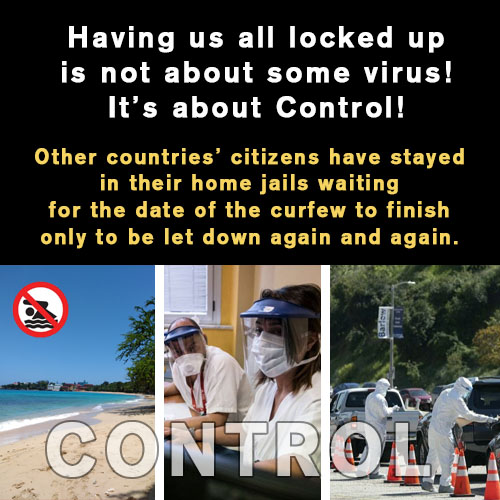 Having us all locked up
is not about some virus!
It's about Control!
Other countries' citizens have stayed
in their home jails waiting
for the date of the curfew to finish
only to be let down again and again.
Barlow
CONTROL!